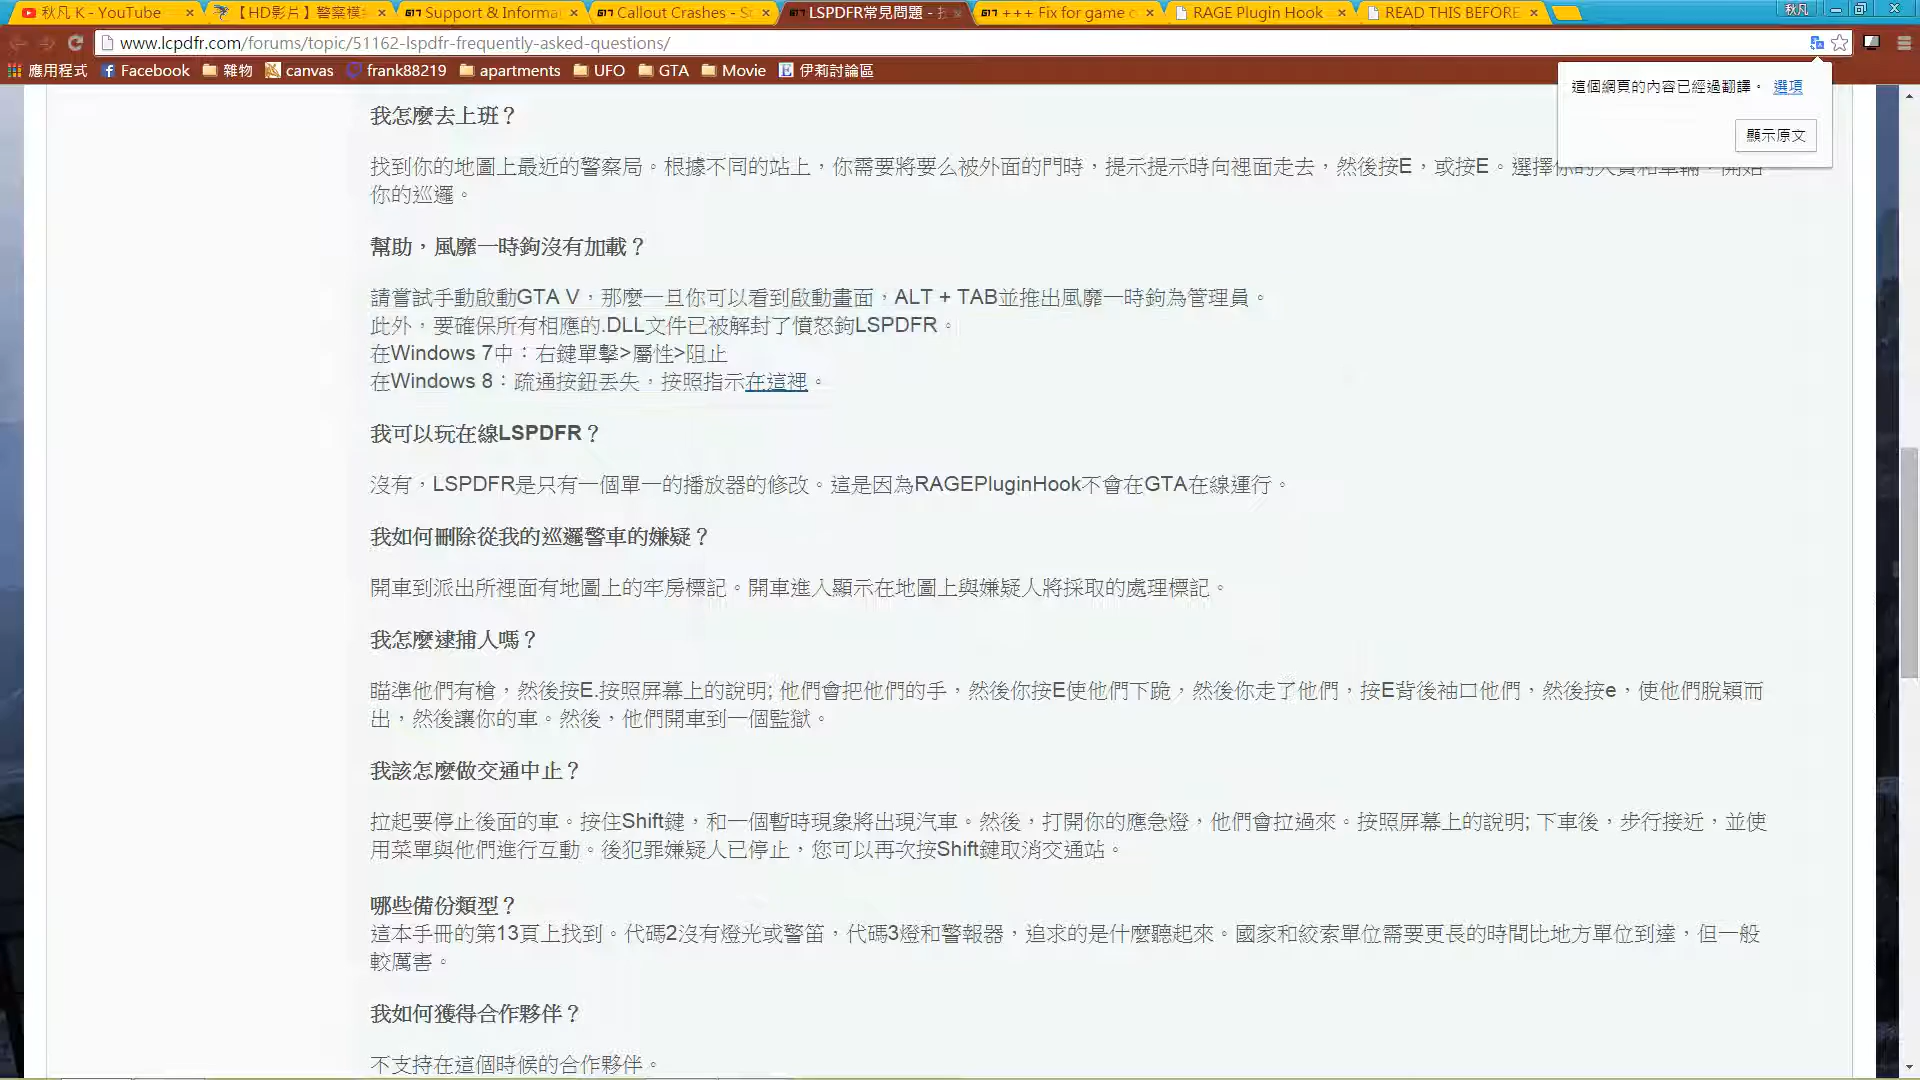 秋凡 K - YouTube
【HD影片】警察模
Support & Informa
Callout Crashes - S
LSPDFR常見問題 -
+++ Fix for game
RAGE Plugin Hook
READ THIS BEFORE
秋凡
www.lcpdfr.com/forums/topic/51162-lspdfr-frequently-asked-questions/
應用程式 Facebook 雜物 canvas frank88219 apartments UFO GTA Movie 伊莉討論區
這個網頁的內容已經過翻譯。 選項
顯示原文
我怎麼去上班？
找到你的地圖上最近的警察局。根據不同的站上，你需要將要么被外面的門時，提示提示時向裡面走去，然後按E，或按E。選擇你的人員和車輛，開始
你的巡邏。
幫助，風靡一時鉤沒有加載？
請嘗試手動啟動GTA V，那麼一旦你可以看到啟動畫面，ALT + TAB並推出風靡一時鉤為管理員。
此外，要確保所有相應的.DLL文件已被解封了憤怒鉤LSPDFR。
在Windows 7中：右鍵單擊>屬性>阻止
在Windows 8：疏通按鈕丟失，按照指示在這裡。
我可以玩在線LSPDFR？
沒有，LSPDFR是只有一個單一的播放器的修改。這是因為RAGEPluginHook不會在GTA在線運行。
我如何刪除從我的巡邏警車的嫌疑？
開車到派出所裡面有地圖上的牢房標記。開車進入顯示在地圖上與嫌疑人將採取的處理標記。
我怎麼逮捕人嗎？
瞄準他們有槍，然後按E.按照屏幕上的說明; 他們會把他們的手，然後你按E使他們下跪，然後你走了他們，按E背後袖口他們，然後按e，使他們脫穎而
出，然後讓你的車。然後，他們開車到一個監獄。
我該怎麼做交通中止？
拉起要停止後面的車。按住Shift鍵，和一個暫時現象將出現汽車。然後，打開你的應急燈，他們會拉過來。按照屏幕上的說明; 下車後，步行接近，並使
用菜單與他們進行互動。後犯罪嫌疑人已停止，您可以再次按Shift鍵取消交通站。
哪些備份類型？
這本手冊的第13頁上找到。代碼2沒有燈光或警笛，代碼3燈和警報器，追求的是什麼聽起來。國家和絞索單位需要更長的時間比地方單位到達，但一般
較厲害。
我如何獲得合作夥伴？
不支持在這個時候的合作夥伴。